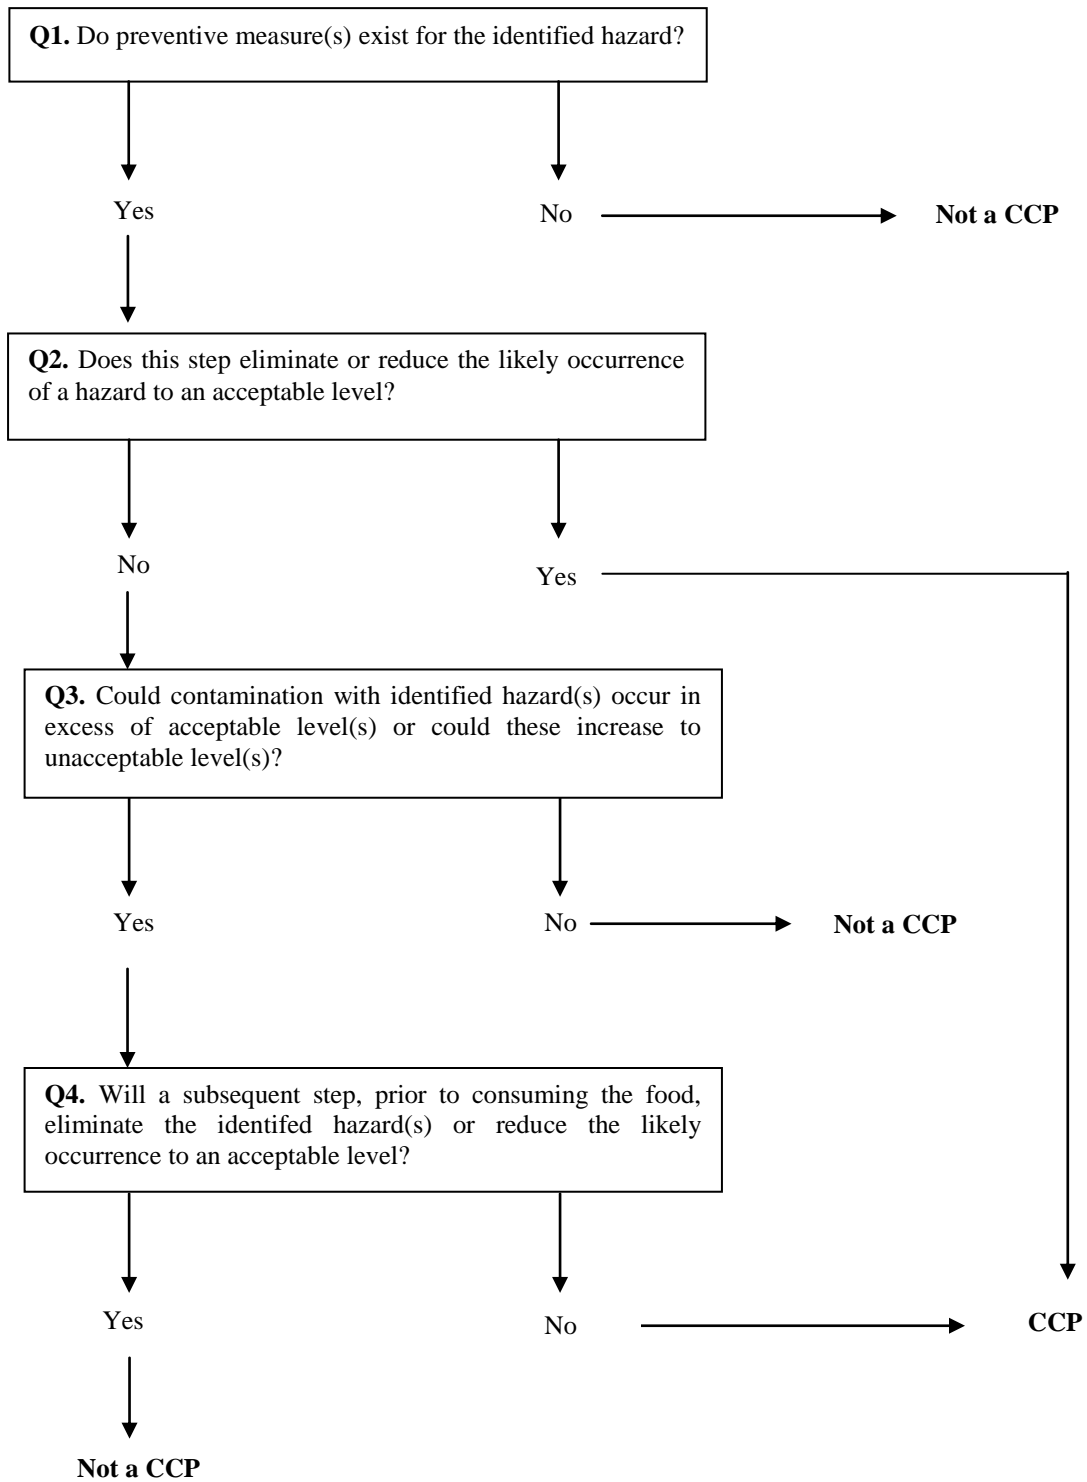 Q1. Do preventive measure(s) exist for the identified hazard?
Yes
No
Not a CCP
Q2. Does this step eliminate or reduce the likely occurrence
of a hazard to an acceptable level?
No
Yes
Q3. Could contamination with identified hazard(s) occur in
excess of acceptable level(s) or could these increase to
unacceptable level(s)?
Yes
No
Not a CCP
Q4. Will a subsequent step, prior to consuming the food,
eliminate the identifed hazard(s) or reduce the likely
occurrence to an acceptable level?
Yes
No
CCP
Not a CCP